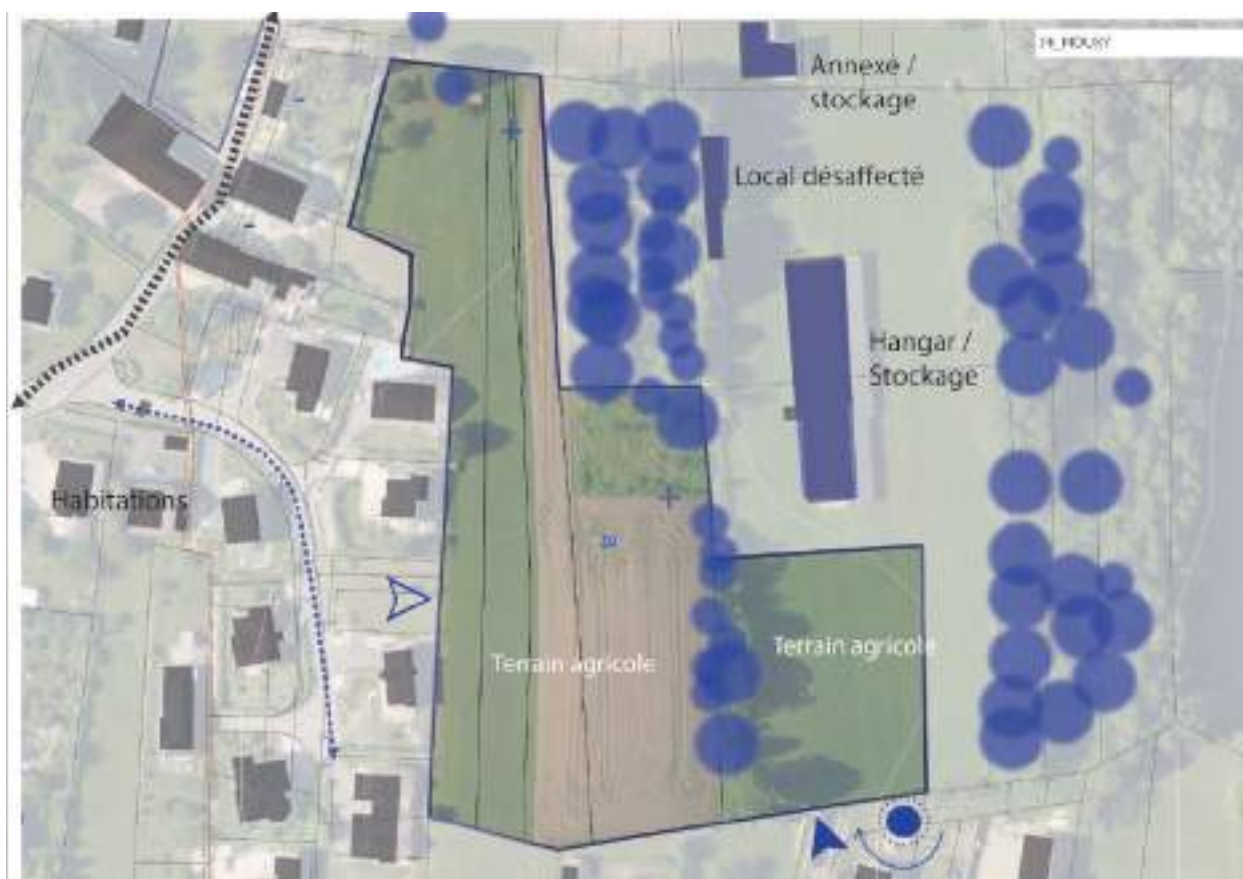 Annexe /
stockage
Local désaffecté
Hangar /
Stockage
Habitations
Terrain agricole
Terrain agricole